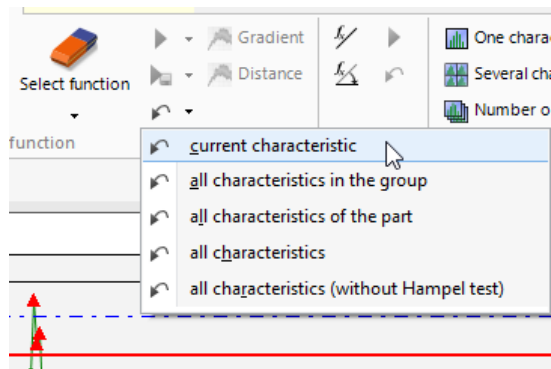 Gradient
One chara
Select function
Distance
Several cha
Number o
function
current characteristic
all characteristics in the group
all characteristics of the part
all characteristics
all characteristics (without Hampel test)